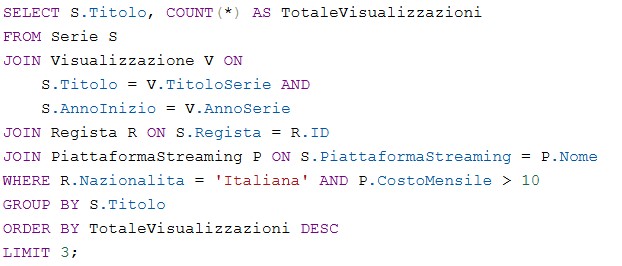 SELECT S.Titolo, COUNT(*) AS TotaleVisualizzazioni
FROM Serie S
JOIN Visualizzazione V ON
    S.Titolo = V.TitoloSerie AND
    S.AnnoInizio = V.AnnoSerie
JOIN Regista R ON S.Regista = R.ID
JOIN PiattaformaStreaming P ON S.PiattaformaStreaming = P.Nome
WHERE R.Nazionalita = 'Italiana' AND P.CostoMensile > 10
GROUP BY S.Titolo
ORDER BY TotaleVisualizzazioni DESC
LIMIT 3;